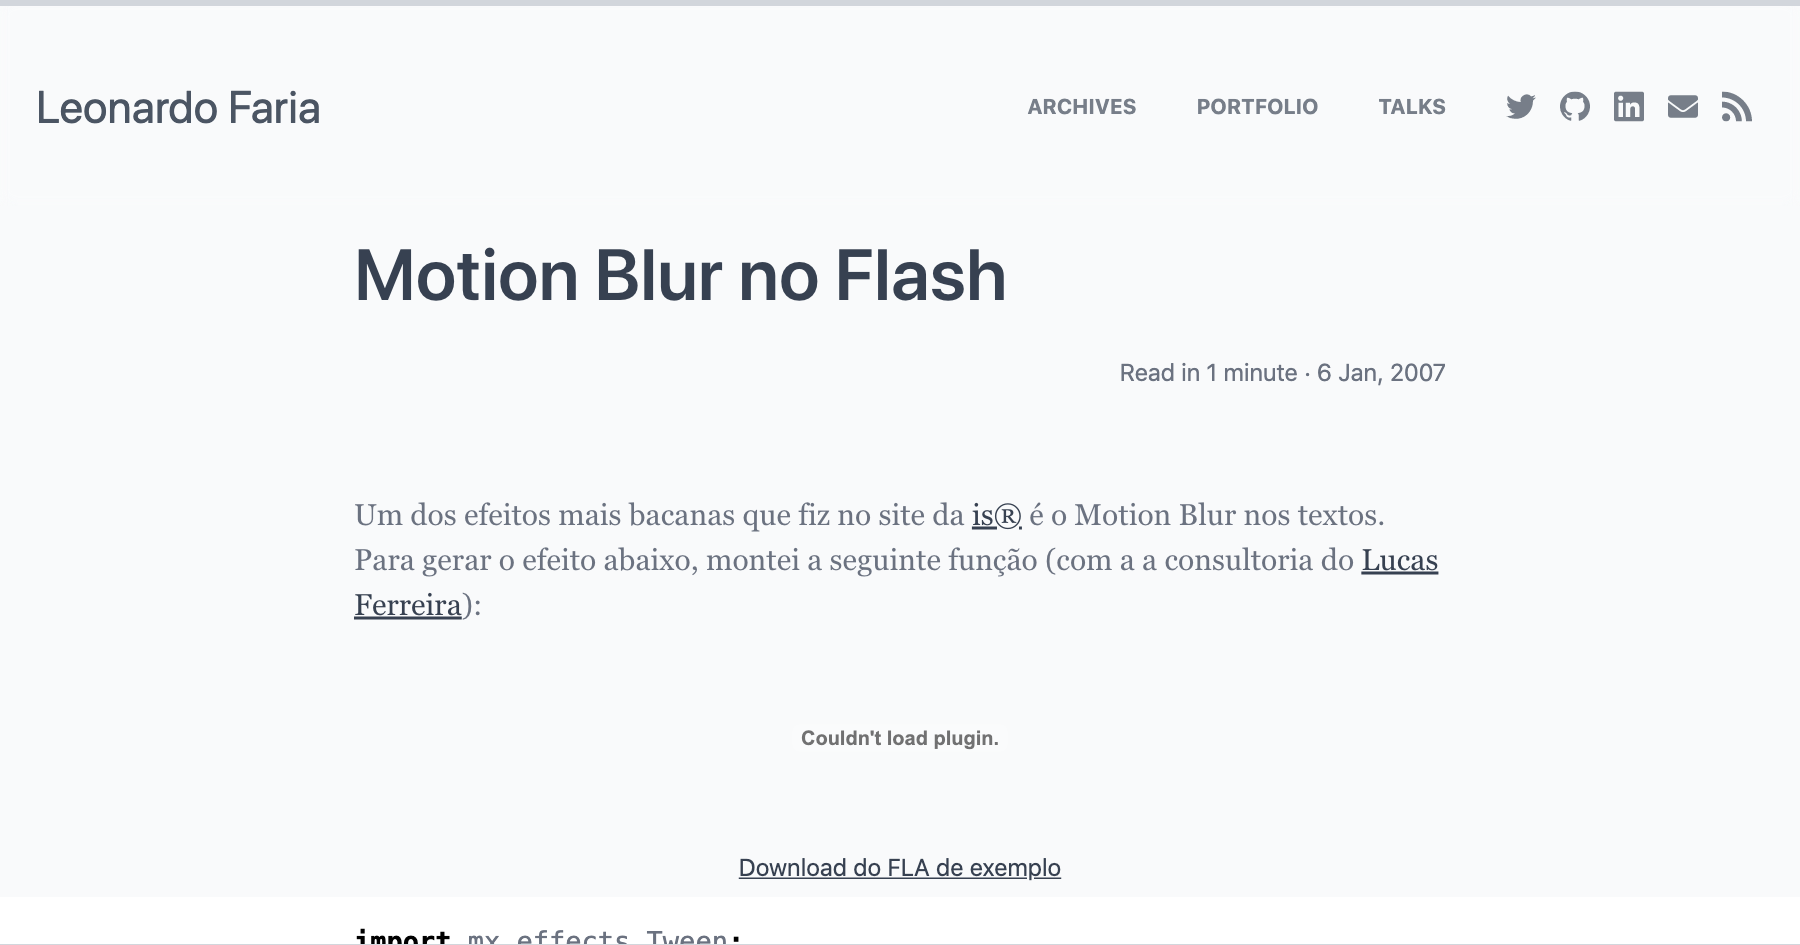 Leonardo Faria
ARCHIVES PORTFOLIO TALKS
Motion Blur no Flash
Read in 1 minute · 6 Jan, 2007
Um dos efeitos mais bacanas que fiz no site da is® é o Motion Blur nos textos.
Para gerar o efeito abaixo, montei a seguinte função (com a a consultoria do Lucas
Ferreira):
Couldn't load plugin.
Download do FLA de exemplo
import mx.effects.Tween;